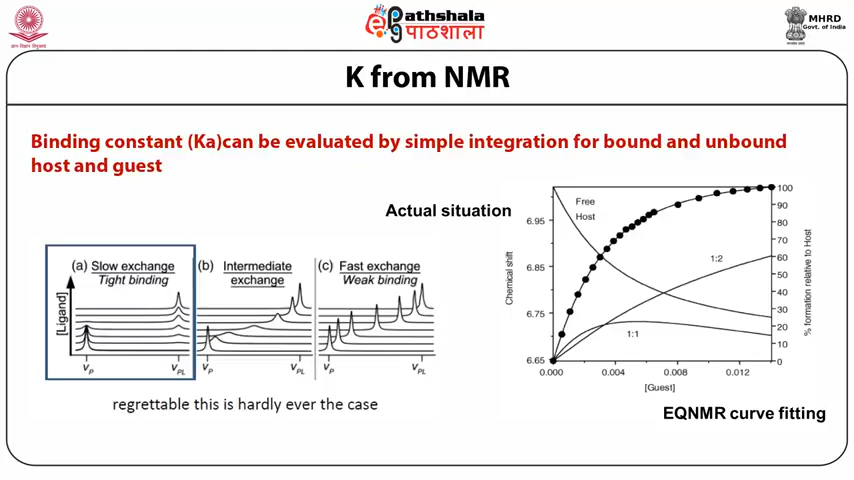 ePathshala
पाठशाला
MHRD
Govt. of India
K from NMR
Binding constant (Ka)can be evaluated by simple integration for bound and unbound
host and guest
Actual situation
(a) Slow exchange
Tight binding
(b) Intermediate
exchange
(c) Fast exchange
Weak binding
[Ligand]
νP
νPL
νP
νPL
νP
νPL
regrettable this is hardly ever the case
Chemical shift
6.95
6.85
6.75
6.65
Free
Host
1:2
1:1
100
90
80
70
60
50
40
30
20
10
0
% formation relative to Host
0.000
0.004
0.008
0.012
[Guest]
EQNMR curve fitting